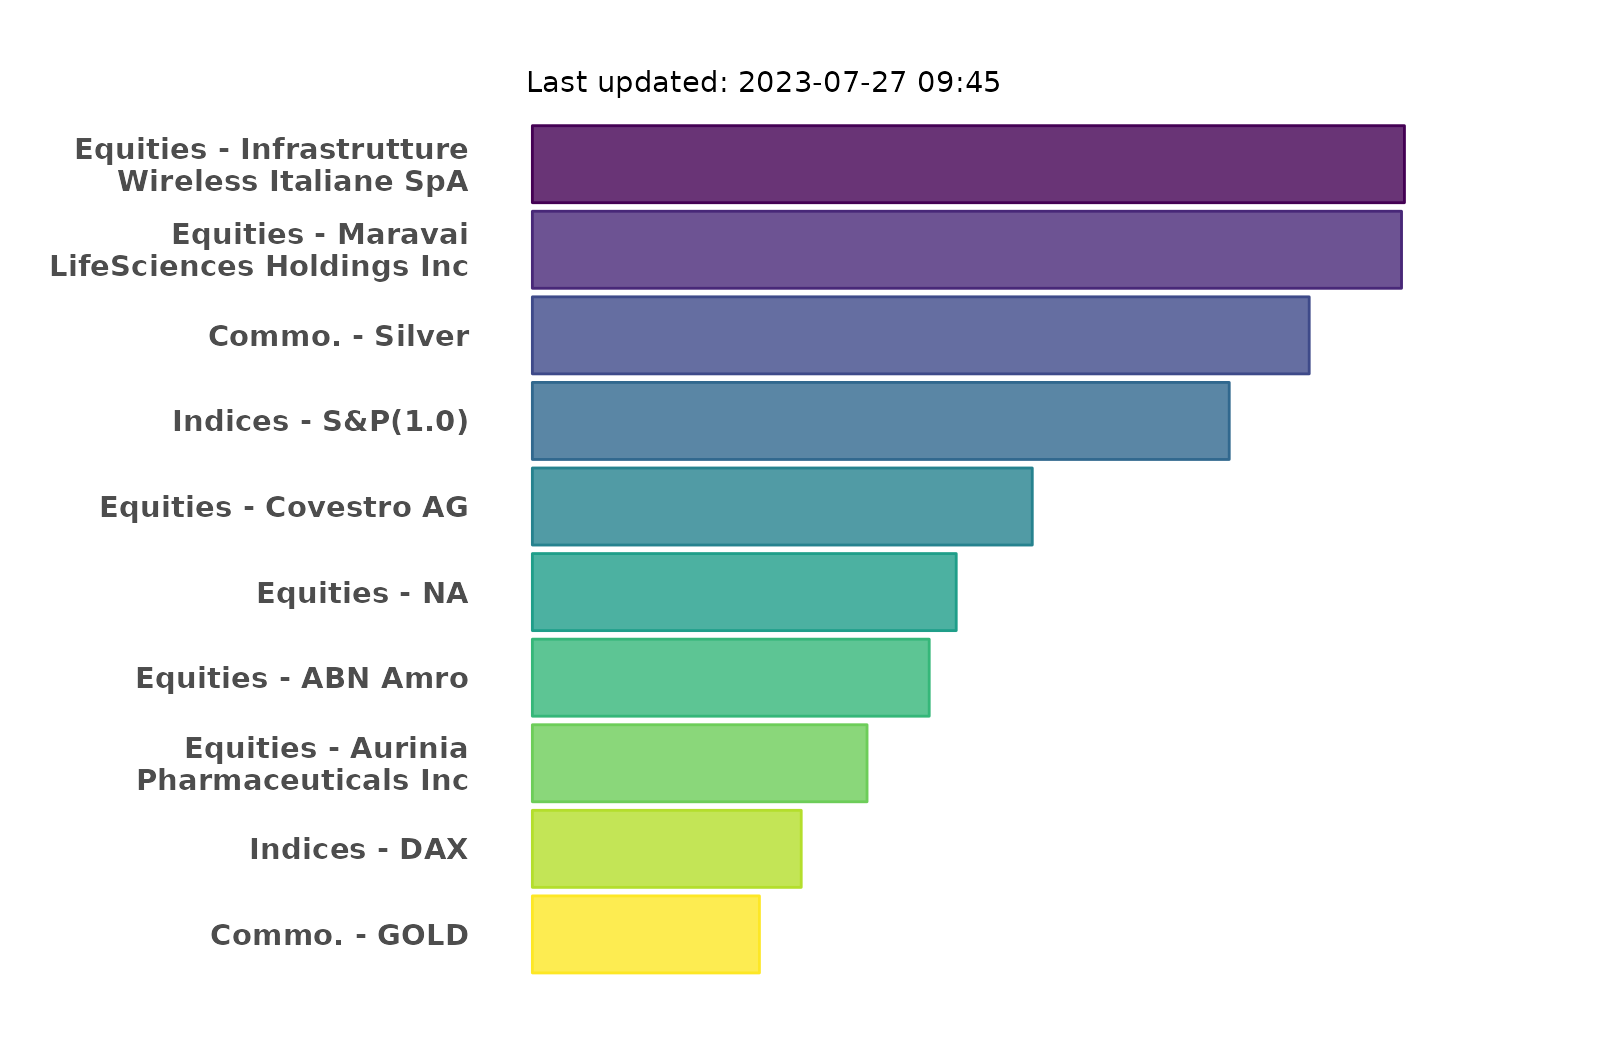 Last updated: 2023-07-27 09:45
Equities - Infrastrutture
Wireless Italiane SpA
Equities - Maravai
LifeSciences Holdings Inc
Commo. - Silver
Indices - S&P(1.0)
Equities - Covestro AG
Equities - NA
Equities - ABN Amro
Equities - Aurinia
Pharmaceuticals Inc
Indices - DAX
Commo. - GOLD